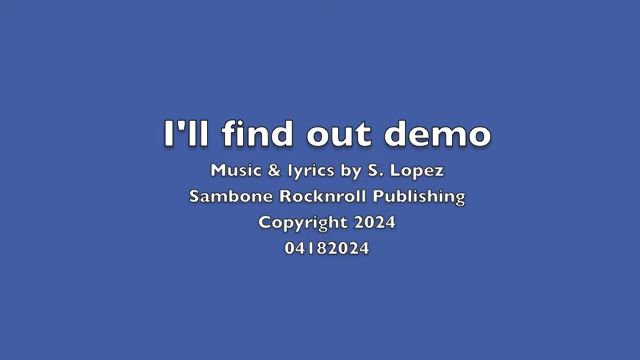 I'll find out demo
Music & lyrics by S. Lopez
Sambone Rocknroll Publishing
Copyright 2024
04182024